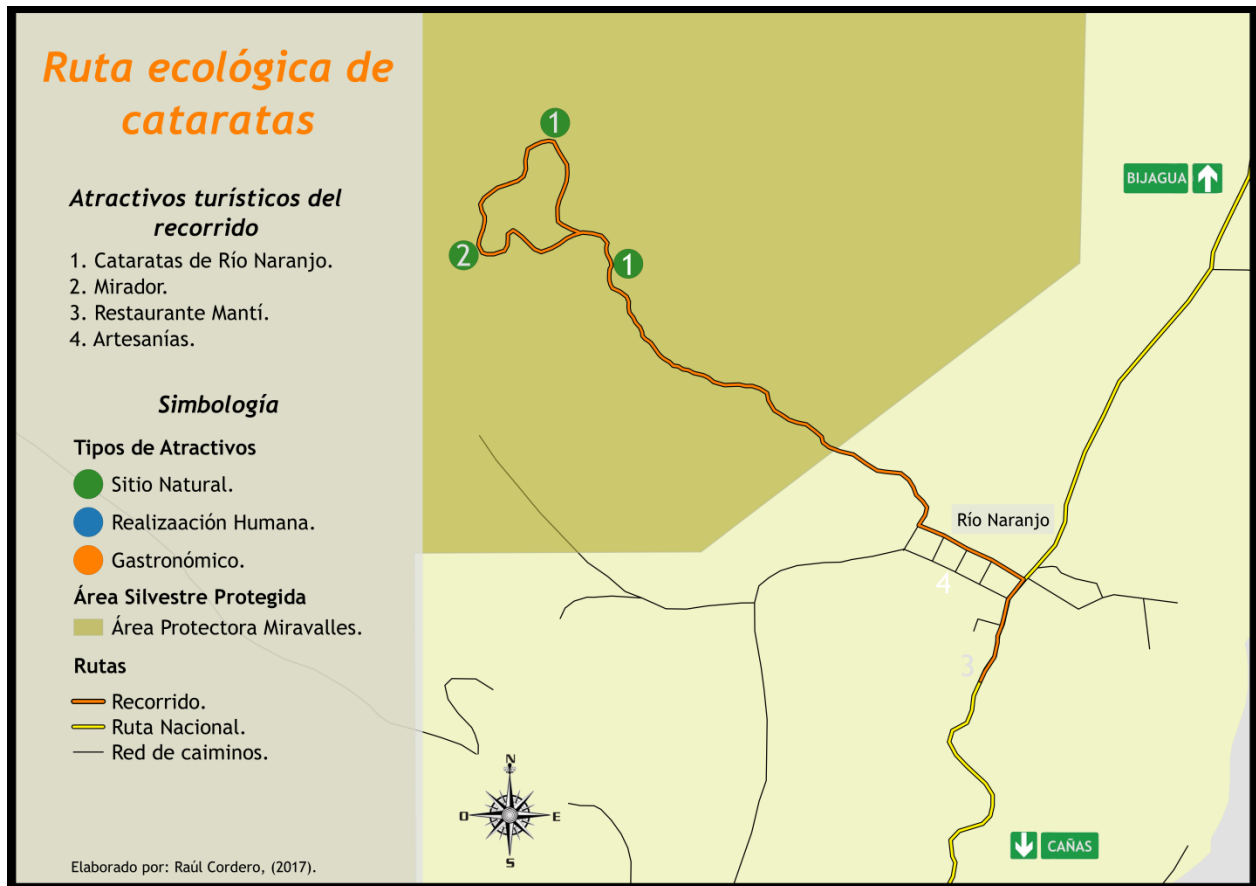 Ruta ecológica de
cataratas
Atractivos turísticos del
recorrido
1. Cataratas de Río Naranjo.
2. Mirador.
3. Restaurante Mantí.
4. Artesanías.
Simbología
Tipos de Atractivos
Sitio Natural.
Realizaación Humana.
Gastronómico.
Área Silvestre Protegida
Área Protectora Miravalles.
Rutas
Recorrido.
Ruta Nacional.
Red de caiminos.
Elaborado por: Raúl Cordero, (2017).
1
2
1
BIJAGUA
Río Naranjo
4
3
N
O
E
S
CAÑAS